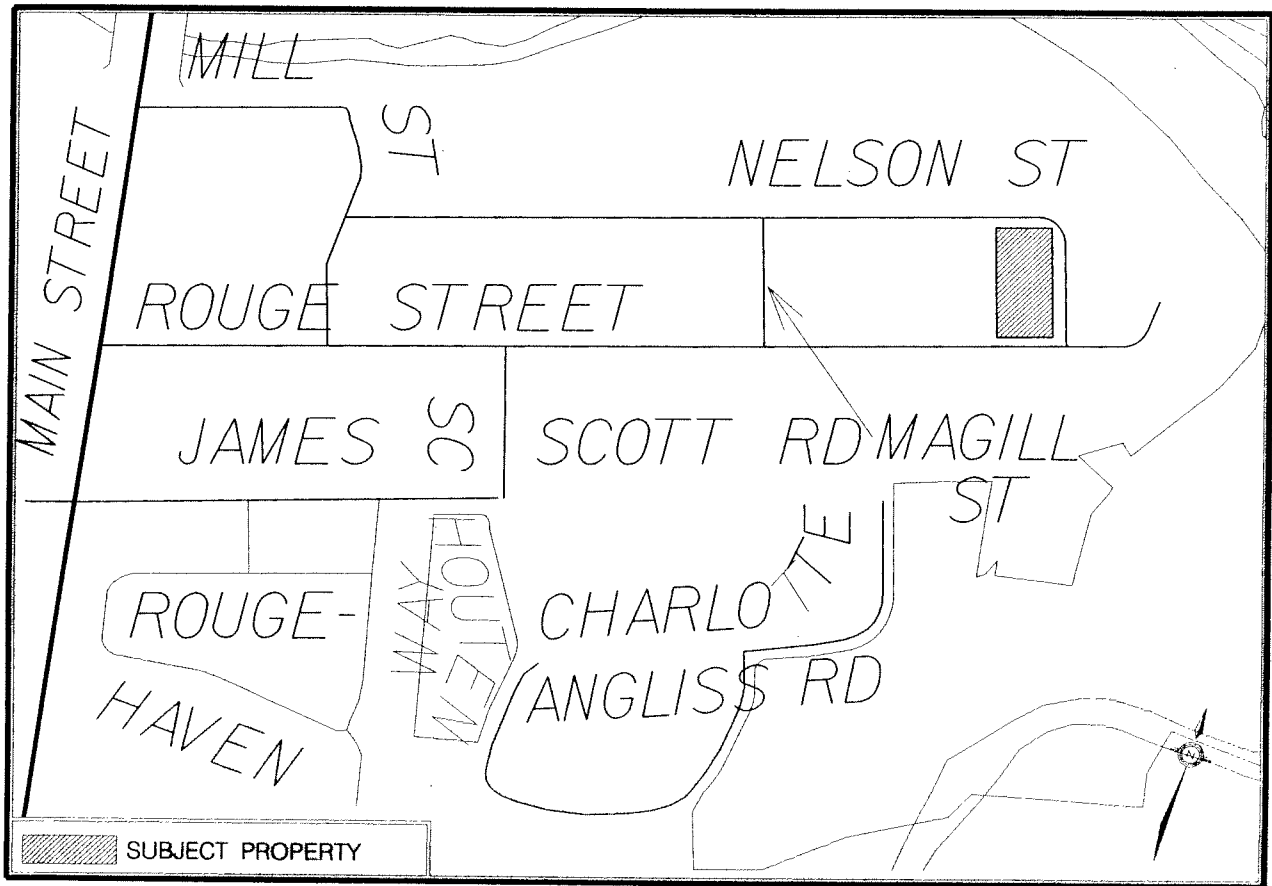 MILL
ST
MAIN STREET
NELSON ST
ROUGE STREET
JAMES SCOTT RD
SC
MAGILL
ST
ROUGE-
HAVEN
WAY
HOUTEN
CHARLOTTE
ANGLISS RD
N
SUBJECT PROPERTY